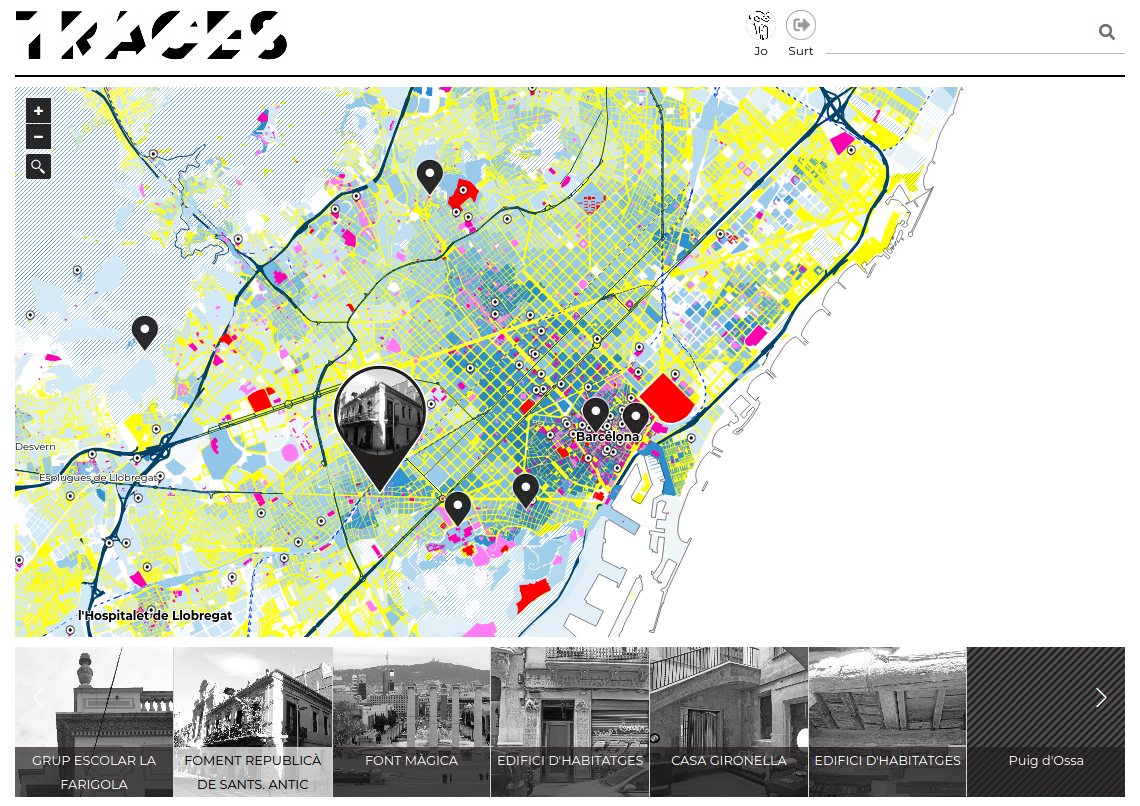 TRACES
Jo
Surt
+
−
Barcelona
Desvern
Esplugues de Llobregat
l'Hospitalet de Llobregat
GRUP ESCOLAR LA
FARIGOLA
FOMENT REPUBLICÀ
DE SANTS. ANTIC
FONT MÀGICA
EDIFICI D'HABITATGES
CASA GIRONELLA
EDIFICI D'HABITATGES
Puig d'Ossa